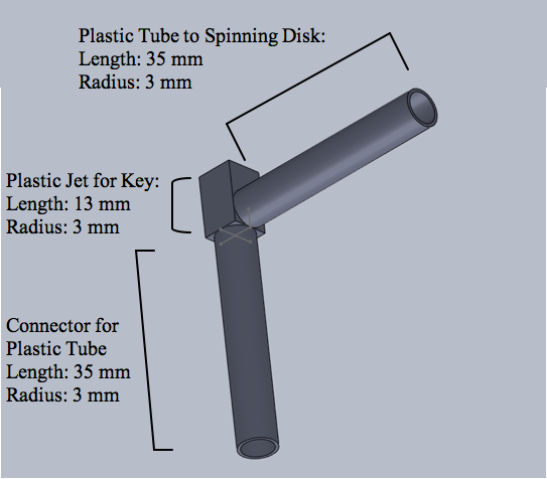 Plastic Tube to Spinning Disk:
Length: 35 mm
Radius: 3 mm
Plastic Jet for Key:
Length: 13 mm
Radius: 3 mm
Connector for
Plastic Tube
Length: 35 mm
Radius: 3 mm